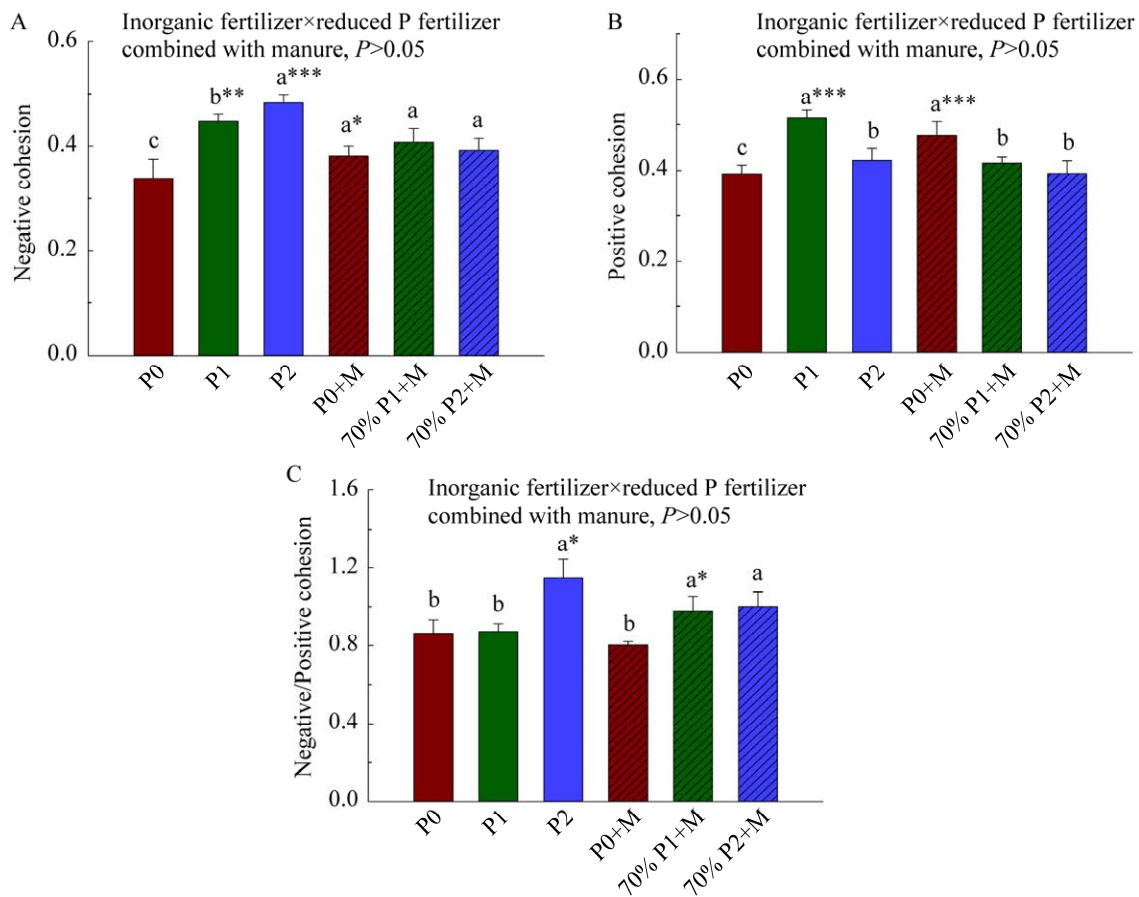 A
Inorganic fertilizer×reduced P fertilizer
combined with manure, P>0.05
Negative cohesion
0.6
0.4
0.2
0.0
c
b**
a***
a*
a
a
P0
P1
P2
P0+M
70% P1+M
70% P2+M
B
Inorganic fertilizer×reduced P fertilizer
combined with manure, P>0.05
Positive cohesion
0.6
0.4
0.2
0.0
c
a***
b
a***
b
b
P0
P1
P2
P0+M
70% P1+M
70% P2+M
C
Inorganic fertilizer×reduced P fertilizer
combined with manure, P>0.05
Negative/Positive cohesion
1.6
1.2
0.8
0.4
0.0
b
b
a*
b
a*
a
P0
P1
P2
P0+M
70% P1+M
70% P2+M